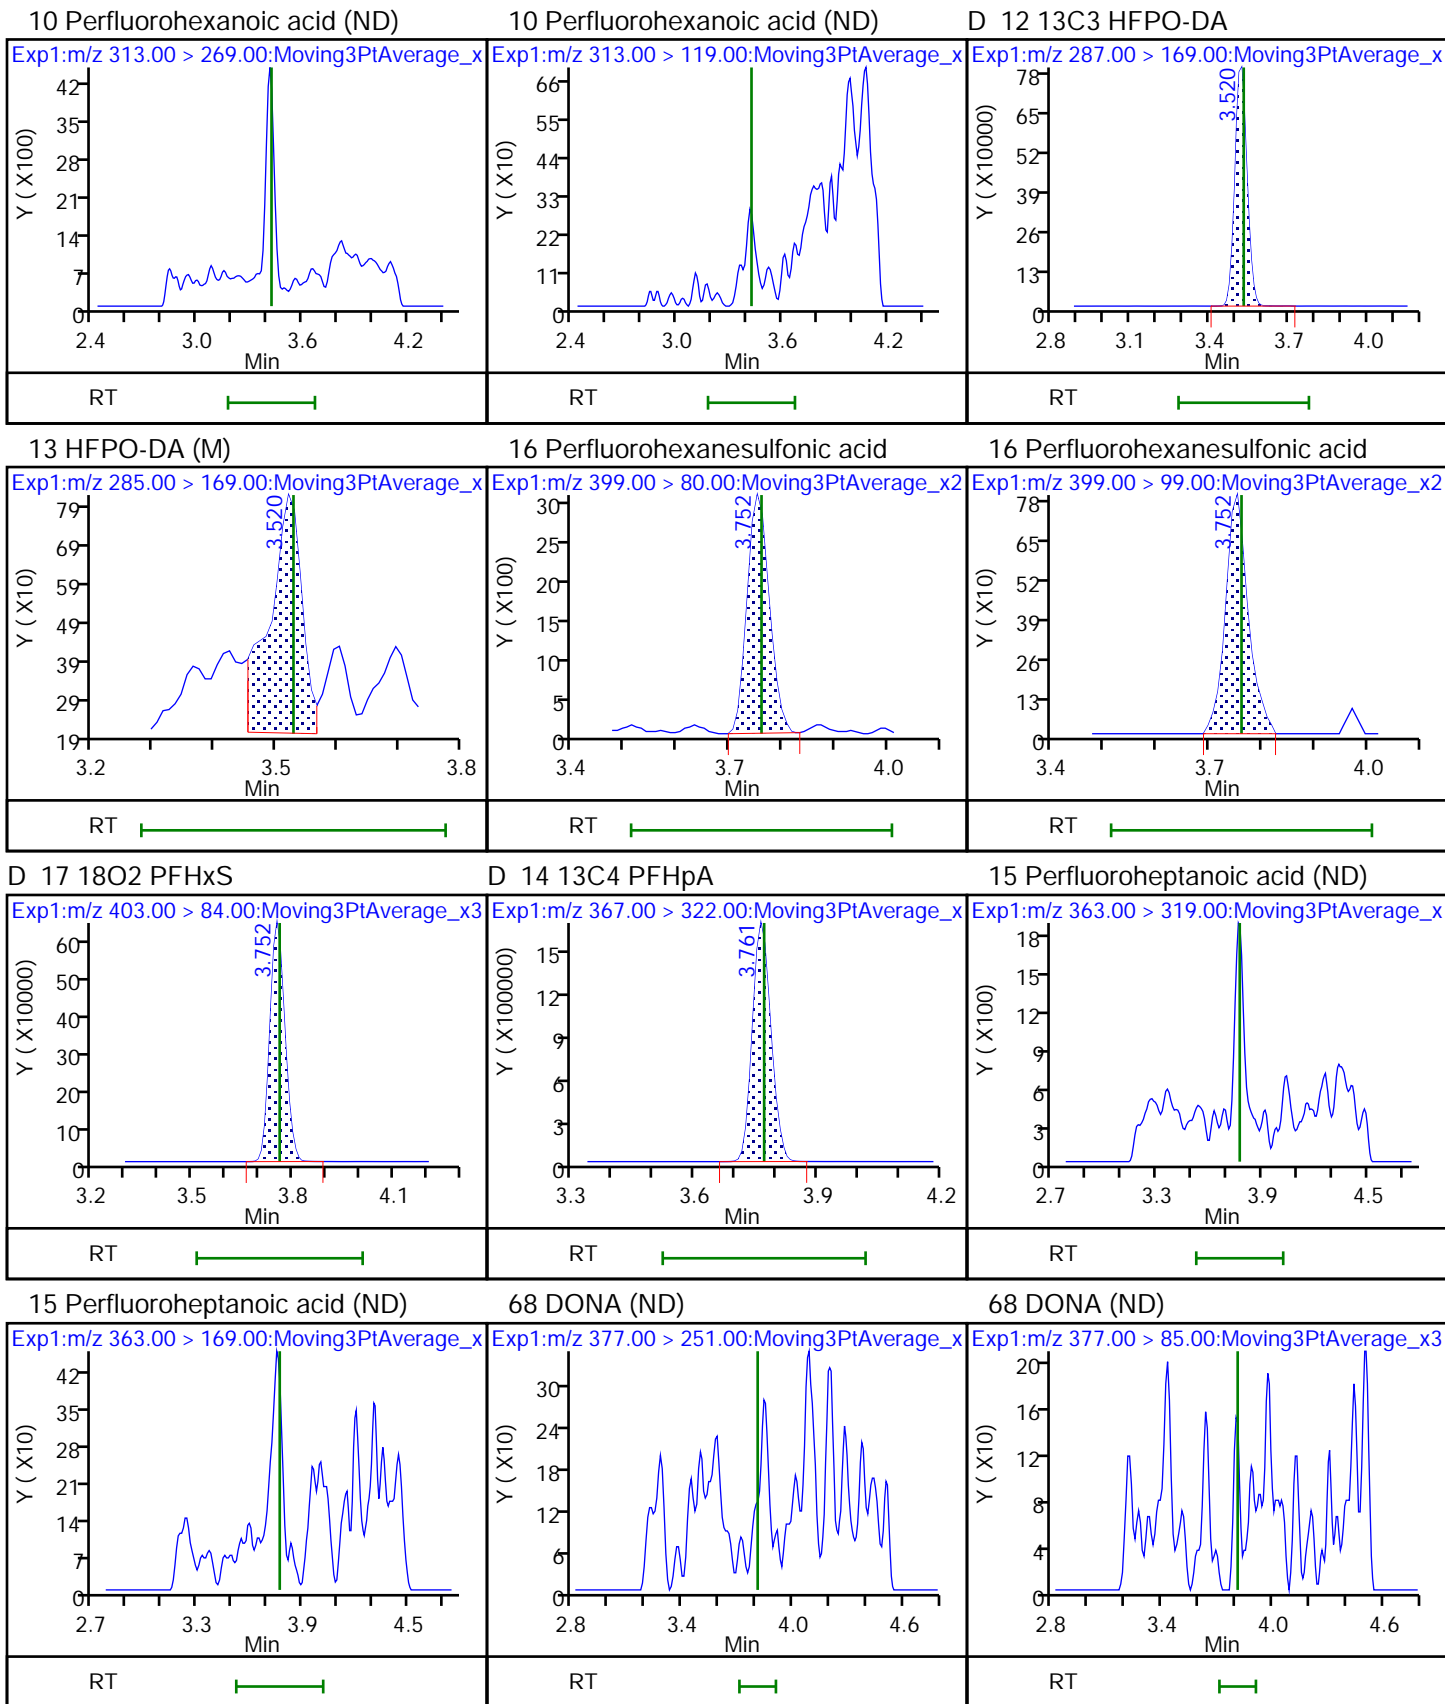 10 Perfluorohexanoic acid (ND)
Exp1:m/z 313.00 > 269.00:Moving3PtAverage_x
Y ( X100)
42
35
28
21
14
7
0
2.4 3.0 3.6 4.2
Min
RT
10 Perfluorohexanoic acid (ND)
Exp1:m/z 313.00 > 119.00:Moving3PtAverage_x
Y ( X10)
66
55
44
33
22
11
0
2.4 3.0 3.6 4.2
Min
RT
D 12 13C3 HFPO-DA
Exp1:m/z 287.00 > 169.00:Moving3PtAverage_x
3.520
Y ( X10000)
78
65
52
39
26
13
0
2.8 3.1 3.4 3.7 4.0
Min
RT
13 HFPO-DA (M)
Exp1:m/z 285.00 > 169.00:Moving3PtAverage_x
3.520
Y ( X10)
79
69
59
49
39
29
19
3.2 3.5 3.8
Min
RT
16 Perfluorohexanesulfonic acid
Exp1:m/z 399.00 > 80.00:Moving3PtAverage_x2
3.752
Y ( X100)
30
25
20
15
10
5
0
3.4 3.7 4.0
Min
RT
16 Perfluorohexanesulfonic acid
Exp1:m/z 399.00 > 99.00:Moving3PtAverage_x2
3.752
Y ( X10)
78
65
52
39
26
13
0
3.4 3.7 4.0
Min
RT
D 17 18O2 PFHxS
Exp1:m/z 403.00 > 84.00:Moving3PtAverage_x3
3.752
Y ( X10000)
60
50
40
30
20
10
0
3.2 3.5 3.8 4.1
Min
RT
D 14 13C4 PFHpA
Exp1:m/z 367.00 > 322.00:Moving3PtAverage_x
3.761
Y ( X100000)
15
12
9
6
3
0
3.3 3.6 3.9 4.2
Min
RT
15 Perfluoroheptanoic acid (ND)
Exp1:m/z 363.00 > 319.00:Moving3PtAverage_x
Y ( X100)
18
15
12
9
6
3
0
2.7 3.3 3.9 4.5
Min
RT
15 Perfluoroheptanoic acid (ND)
Exp1:m/z 363.00 > 169.00:Moving3PtAverage_x
Y ( X10)
42
35
28
21
14
7
0
2.7 3.3 3.9 4.5
Min
RT
68 DONA (ND)
Exp1:m/z 377.00 > 251.00:Moving3PtAverage_x
Y ( X10)
30
24
18
12
6
0
2.8 3.4 4.0 4.6
Min
RT
68 DONA (ND)
Exp1:m/z 377.00 > 85.00:Moving3PtAverage_x3
Y ( X10)
20
16
12
8
4
0
2.8 3.4 4.0 4.6
Min
RT